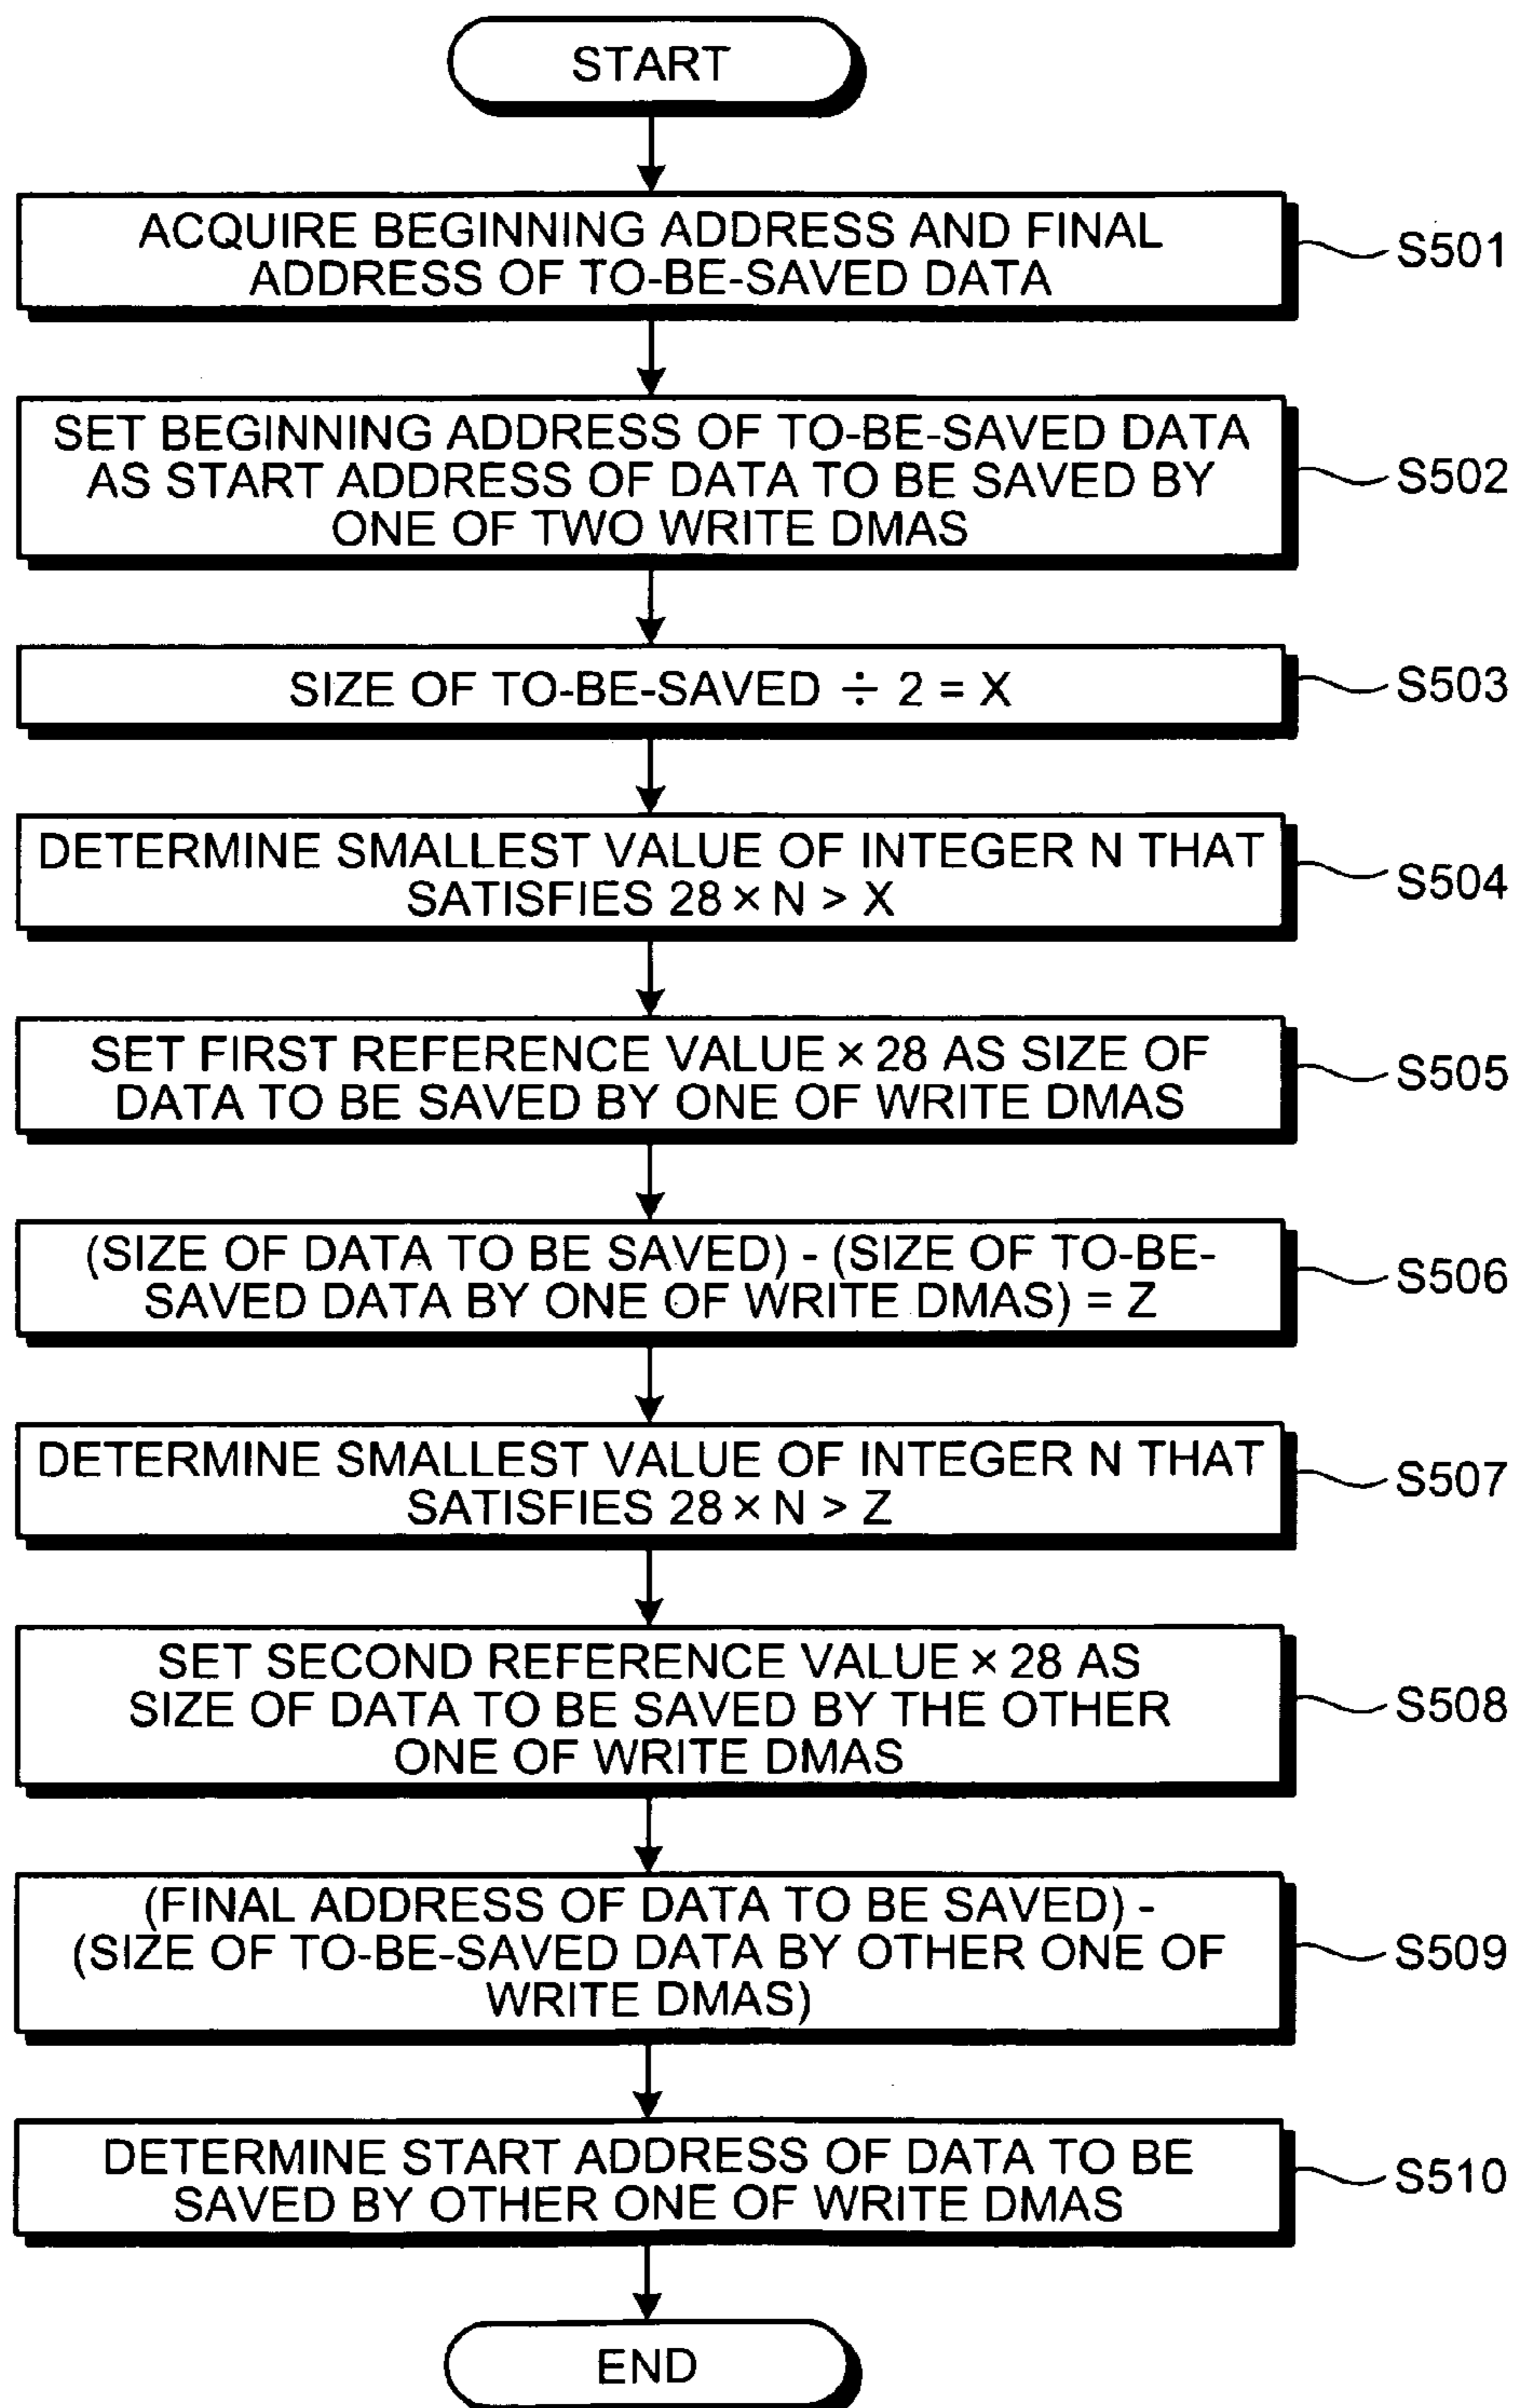 START
ACQUIRE BEGINNING ADDRESS AND FINAL
ADDRESS OF TO-BE-SAVED DATA
S501
SET BEGINNING ADDRESS OF TO-BE-SAVED DATA
AS START ADDRESS OF DATA TO BE SAVED BY
ONE OF TWO WRITE DMAS
S502
SIZE OF TO-BE-SAVED ÷ 2 = X
S503
DETERMINE SMALLEST VALUE OF INTEGER N THAT
SATISFIES 28 × N > X
S504
SET FIRST REFERENCE VALUE × 28 AS SIZE OF
DATA TO BE SAVED BY ONE OF WRITE DMAS
S505
(SIZE OF DATA TO BE SAVED) - (SIZE OF TO-BE-
SAVED DATA BY ONE OF WRITE DMAS) = Z
S506
DETERMINE SMALLEST VALUE OF INTEGER N THAT
SATISFIES 28 × N > Z
S507
SET SECOND REFERENCE VALUE × 28 AS
SIZE OF DATA TO BE SAVED BY THE OTHER
ONE OF WRITE DMAS
S508
(FINAL ADDRESS OF DATA TO BE SAVED) -
(SIZE OF TO-BE-SAVED DATA BY OTHER ONE OF
WRITE DMAS)
S509
DETERMINE START ADDRESS OF DATA TO BE
SAVED BY OTHER ONE OF WRITE DMAS
S510
END